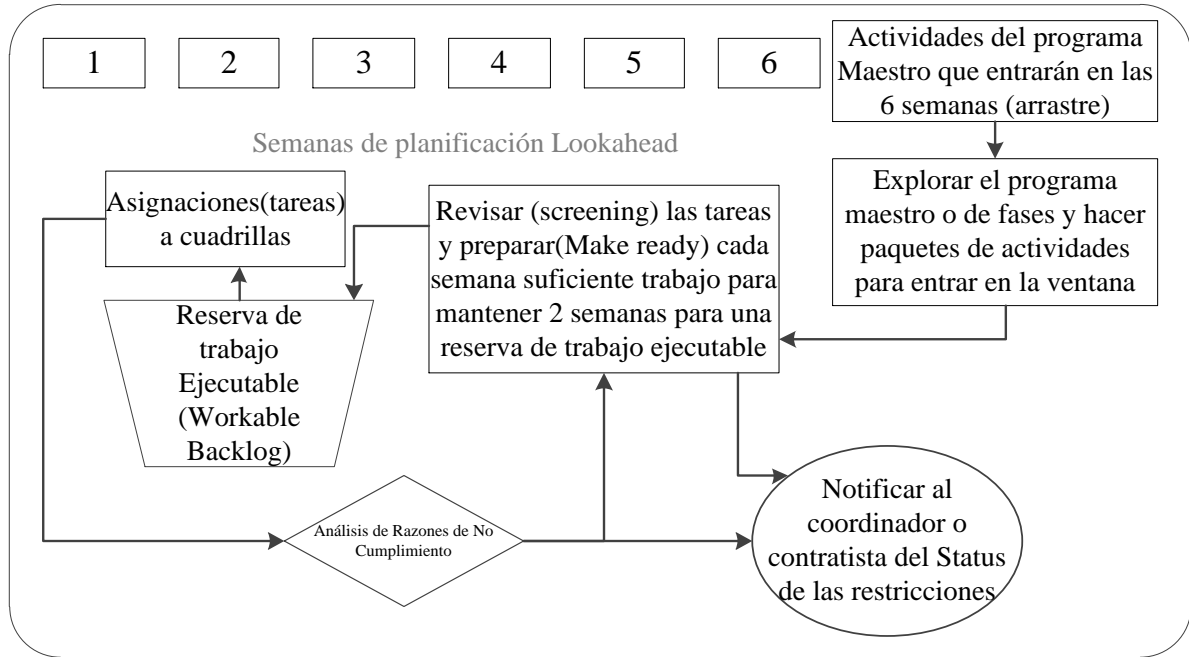 1
2
3
4
5
6
Actividades del programa
Maestro que entrarán en las
6 semanas (arrastre)
Semanas de planificación Lookahead
Explorar el programa
maestro o de fases y hacer
paquetes de actividades
para entrar en la ventana
Asignaciones(tareas)
a cuadrillas
Revisar (screening) las tareas
y preparar(Make ready) cada
semana suficiente trabajo para
mantener 2 semanas para una
reserva de trabajo ejecutable
Reserva de
trabajo
Ejecutable
(Workable
Backlog)
Análisis de Razones de No
Cumplimiento
Notificar al
coordinador o
contratista del Status
de las restricciones